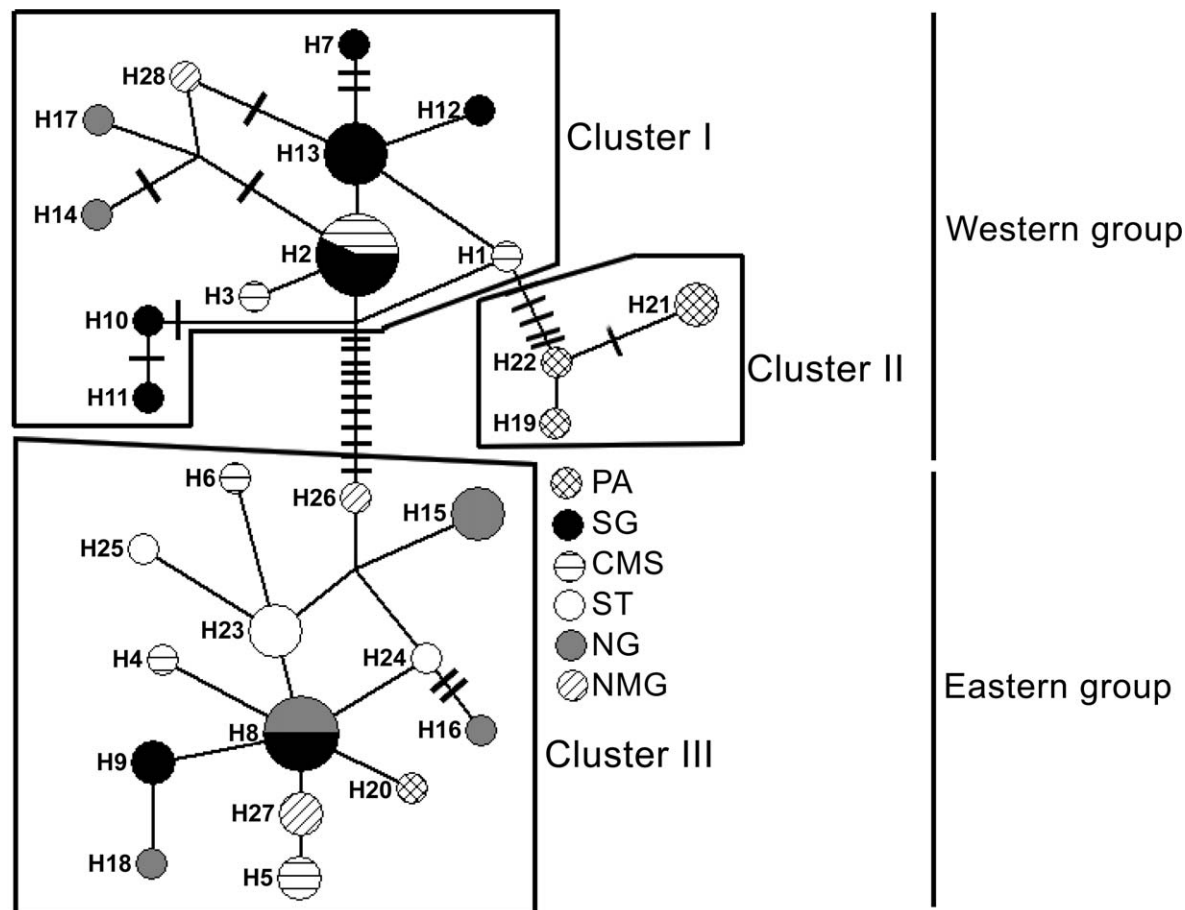 H7
H28
H12
H17
H13
Cluster I
H14
Western group
H2
H1
H3
H21
H10
H22
Cluster II
H11
H19
H6
H26
PA
H15
SG
H25
CMS
ST
H23
H4
H24
NG
NMG
Eastern group
H8
H16
H9
Cluster III
H20
H27
H18
H5